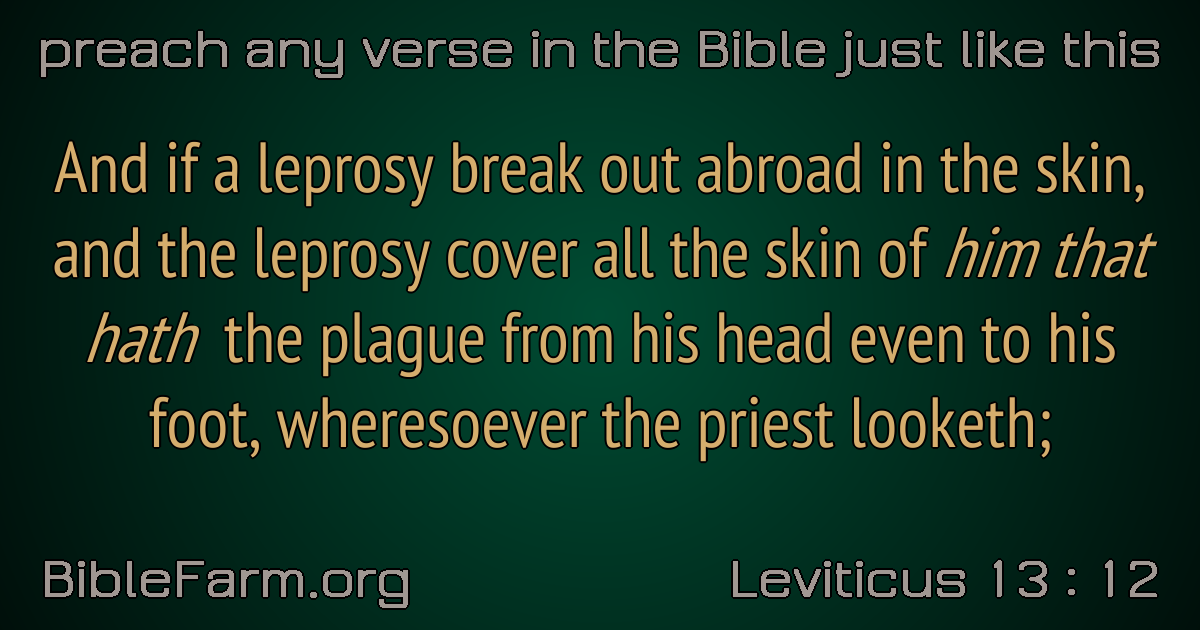 preach any verse in the Bible just like this
And if a leprosy break out abroad in the skin,
and the leprosy cover all the skin of him that
hath the plague from his head even to his
foot, wheresoever the priest looketh;
BibleFarm.org
Leviticus 13 : 12